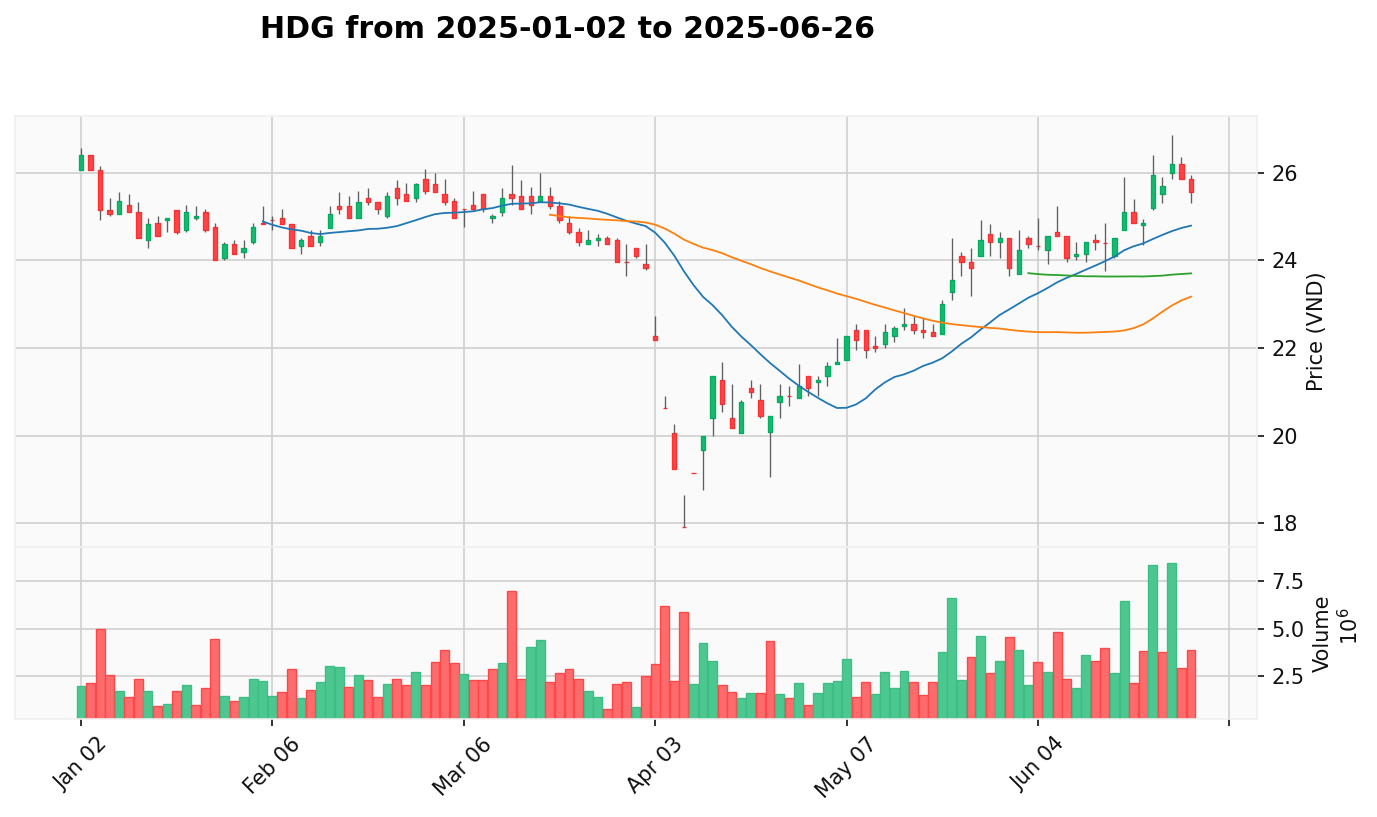 HDG from 2025-01-02 to 2025-06-26
26
24
22
20
18
Price (VND)
7.5
5.0
2.5
Volume
10⁶
Jan 02
Feb 06
Mar 06
Apr 03
May 07
Jun 04